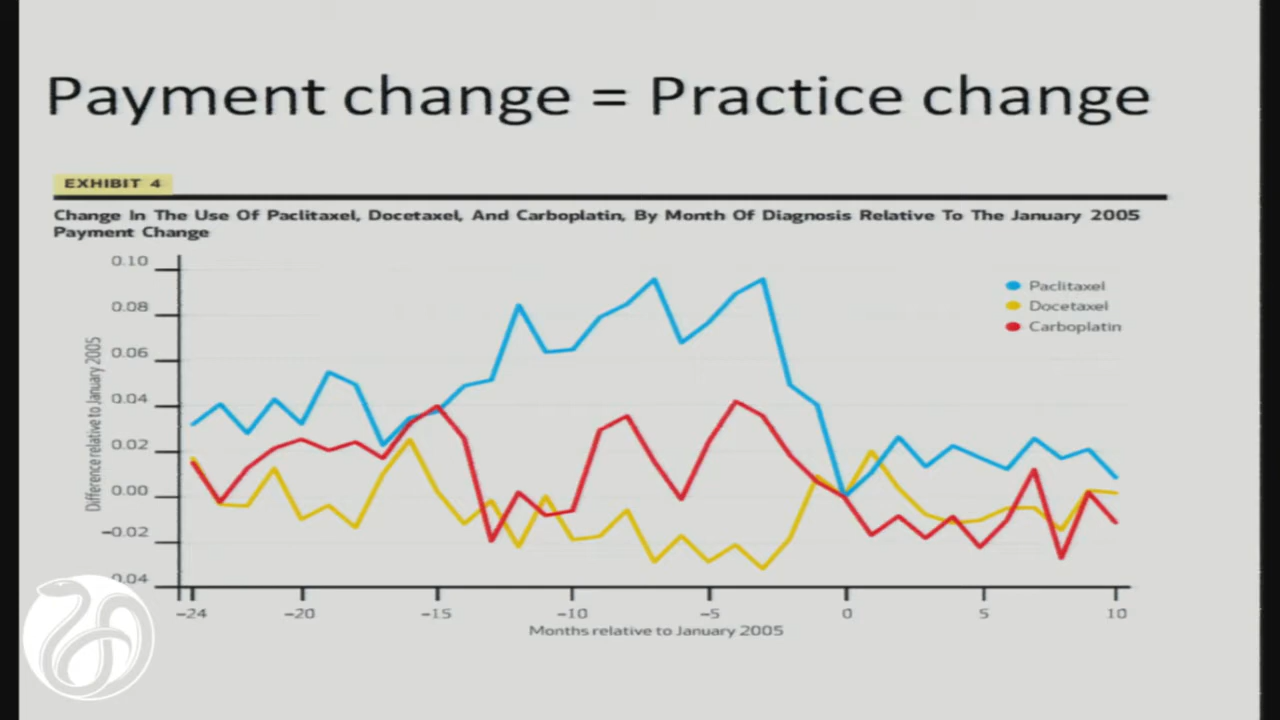 Payment change = Practice change
EXHIBIT 4
Change In The Use Of Paclitaxel, Docetaxel, And Carboplatin, By Month Of Diagnosis Relative To The January 2005
Payment Change
0.10
0.08
0.06
0.04
0.02
0.00
−0.02
0.04
Difference relative to January 2005
Paclitaxel
Docetaxel
Carboplatin
−24
−20
−15
−10
−5
0
5
10
Months relative to January 2005